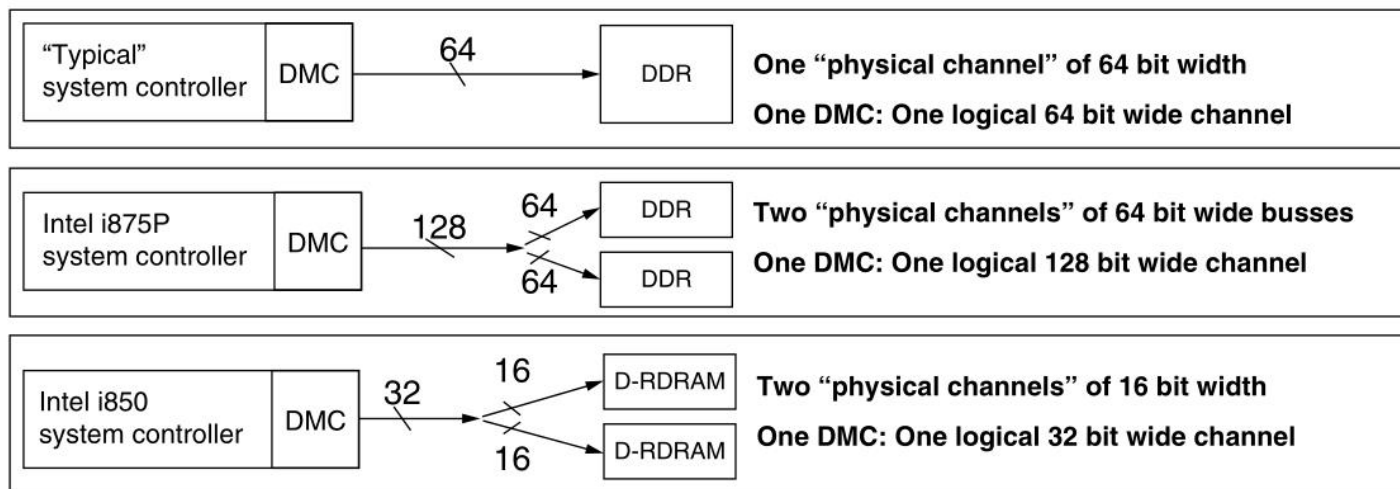 “Typical”
system controller
DMC
64
DDR
One “physical channel” of 64 bit width
One DMC: One logical 64 bit wide channel
Intel i875P
system controller
DMC
128
64
64
DDR
DDR
Two “physical channels” of 64 bit wide busses
One DMC: One logical 128 bit wide channel
Intel i850
system controller
DMC
32
16
16
D-RDRAM
D-RDRAM
Two “physical channels” of 16 bit width
One DMC: One logical 32 bit wide channel